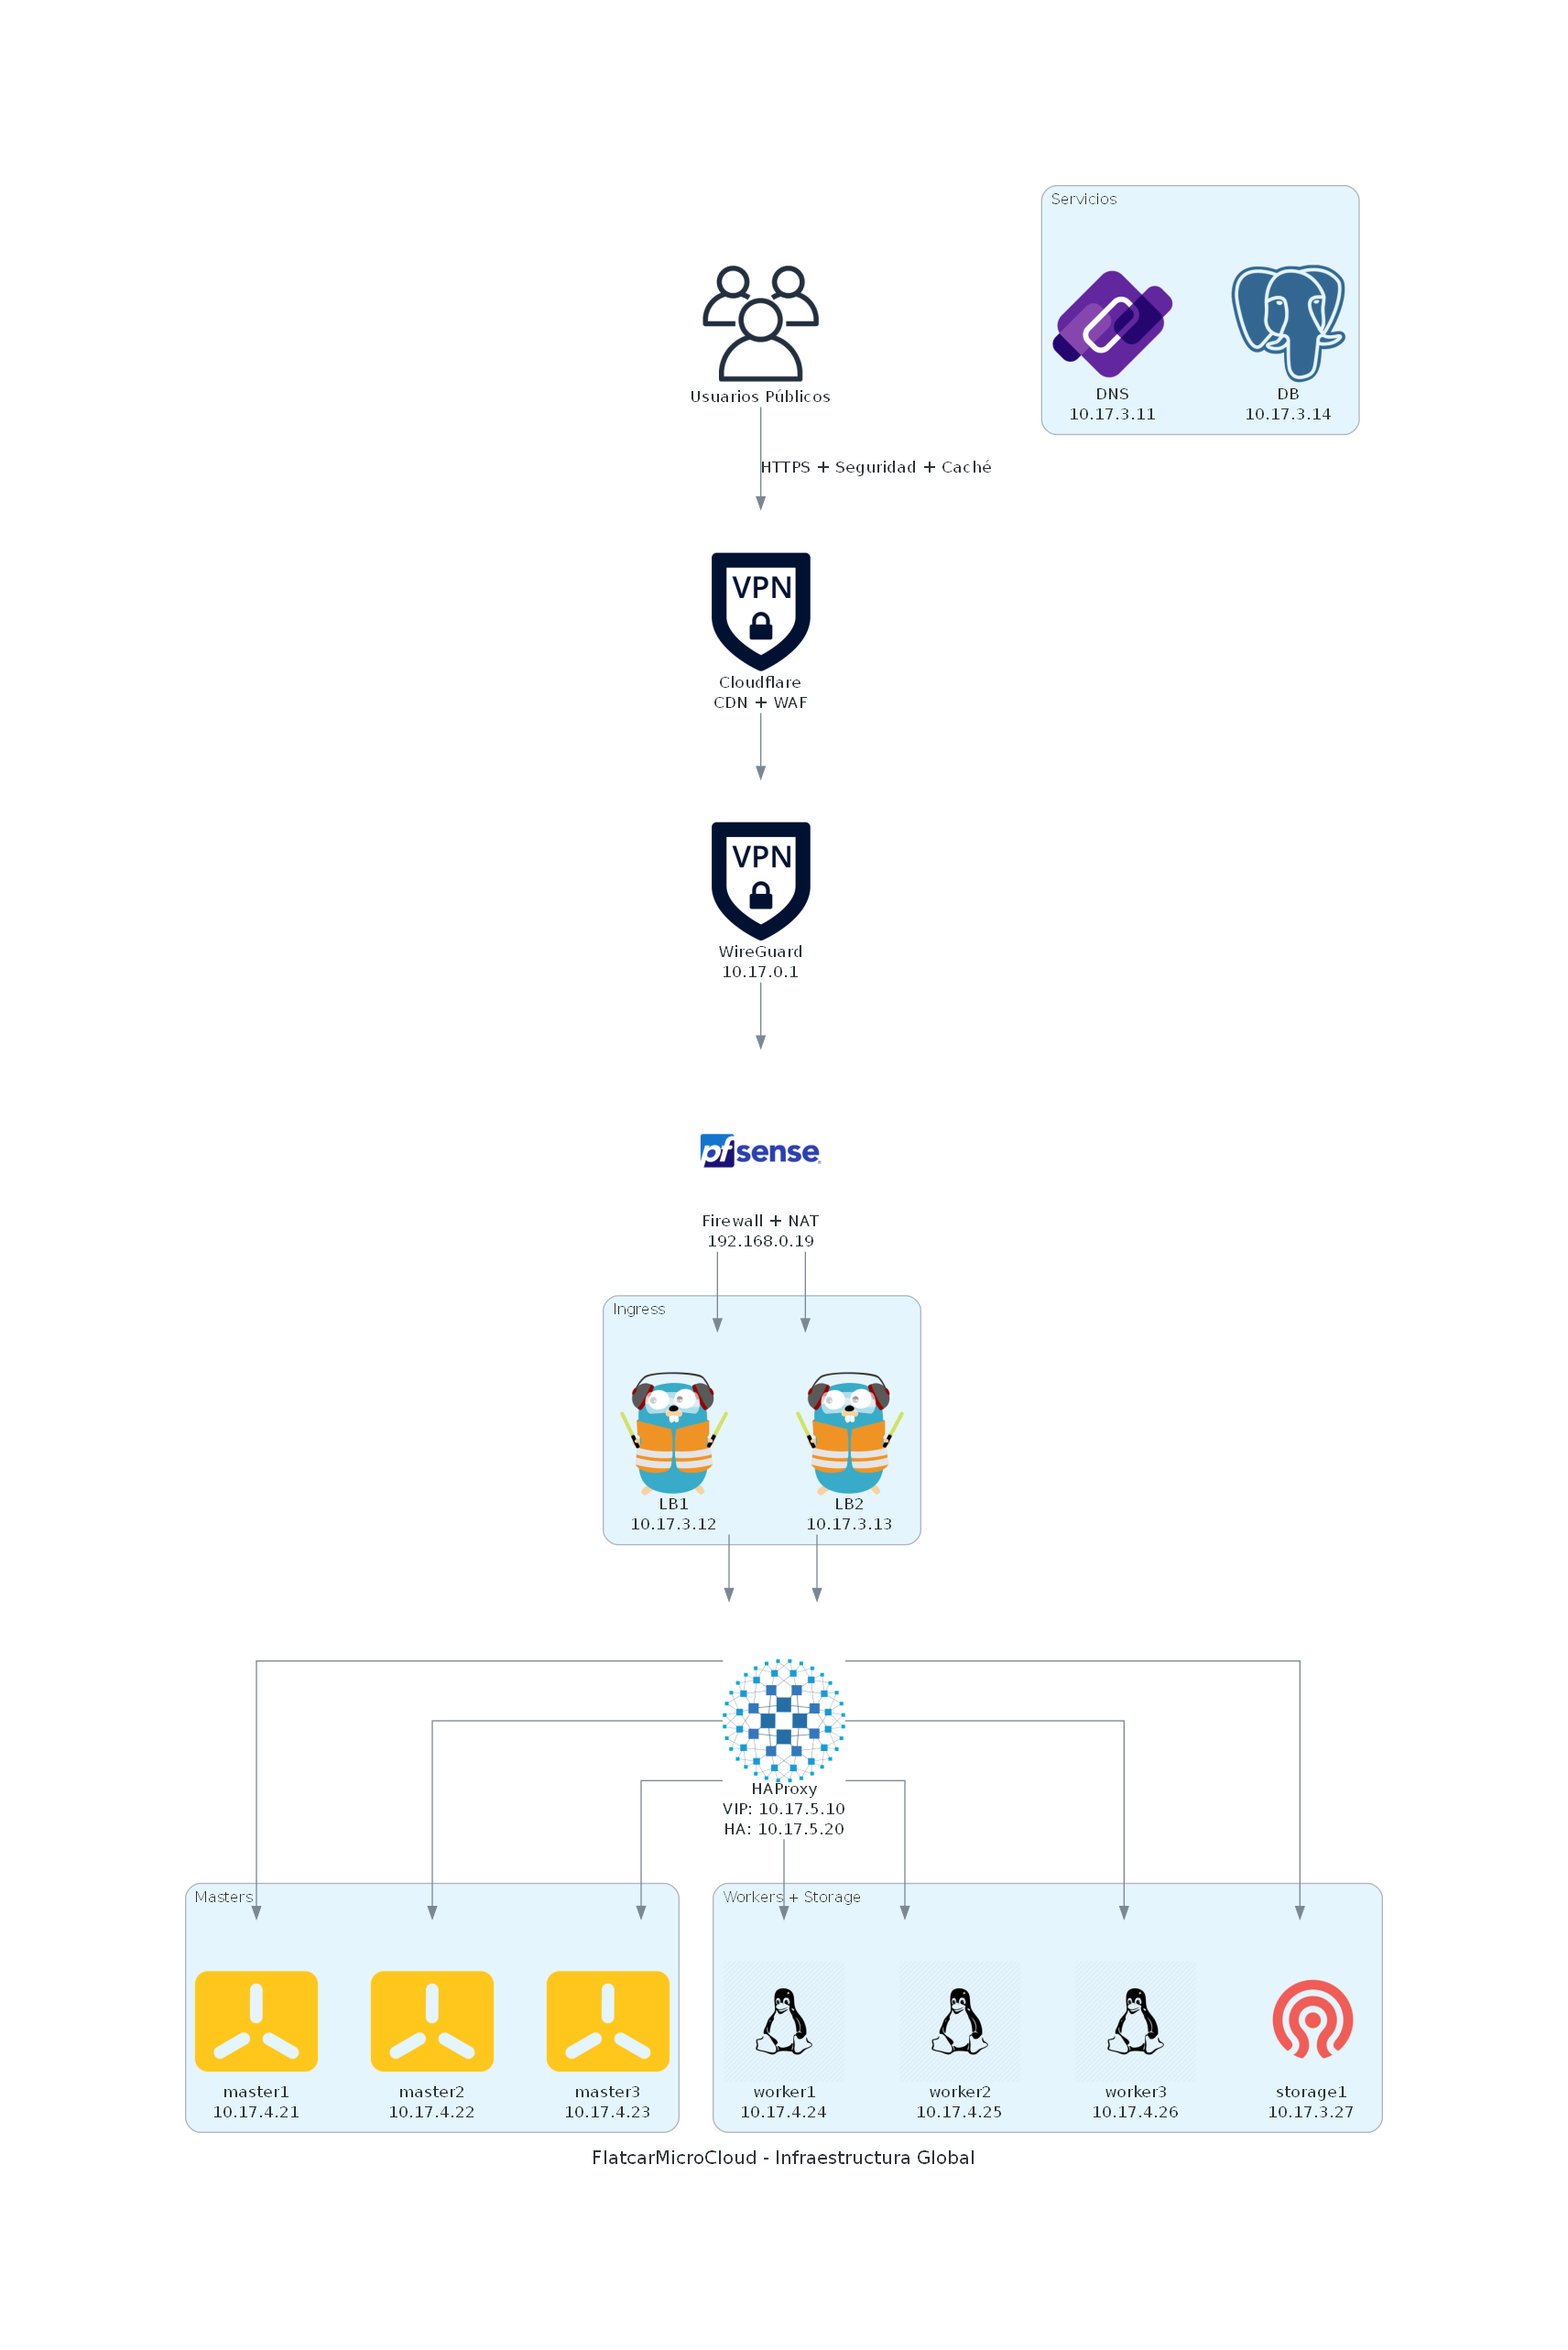 Servicios
DNS
10.17.3.11
DB
10.17.3.14
Usuarios Públicos
HTTPS + Seguridad + Caché
VPN
Cloudflare
CDN + WAF
VPN
WireGuard
10.17.0.1
pfsense
Firewall + NAT
192.168.0.19
Ingress
LB1
10.17.3.12
LB2
10.17.3.13
HAProxy
VIP: 10.17.5.10
HA: 10.17.5.20
Masters
master1
10.17.4.21
master2
10.17.4.22
master3
10.17.4.23
Workers + Storage
worker1
10.17.4.24
worker2
10.17.4.25
worker3
10.17.4.26
storage1
10.17.3.27
FlatcarMicroCloud - Infraestructura Global